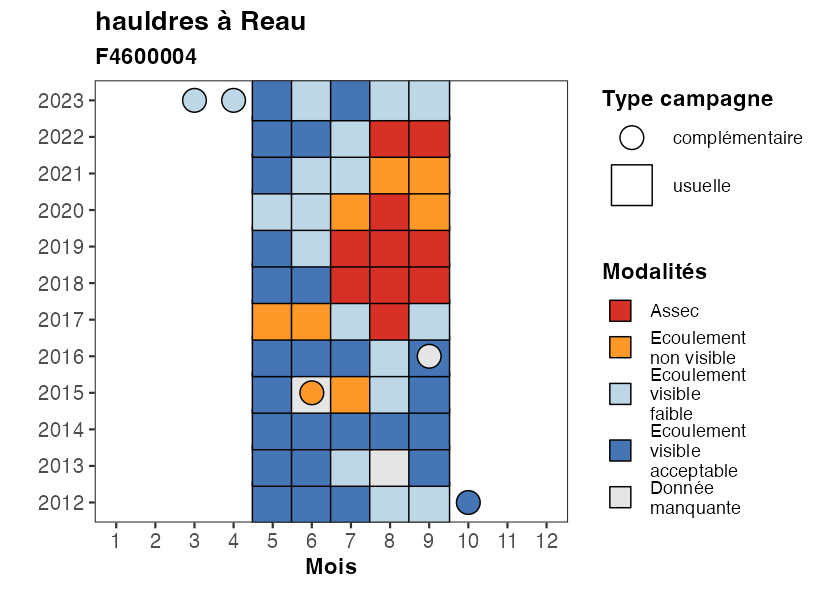 hauldres à Reau
F4600004
2023
2022
2021
2020
2019
2018
2017
2016
2015
2014
2013
2012
1 2 3 4 5 6 7 8 9 10 11 12
Mois
Type campagne
complémentaire
usuelle
Modalités
Assec
Ecoulement
non visible
Ecoulement
visible
faible
Ecoulement
visible
acceptable
Donnée
manquante